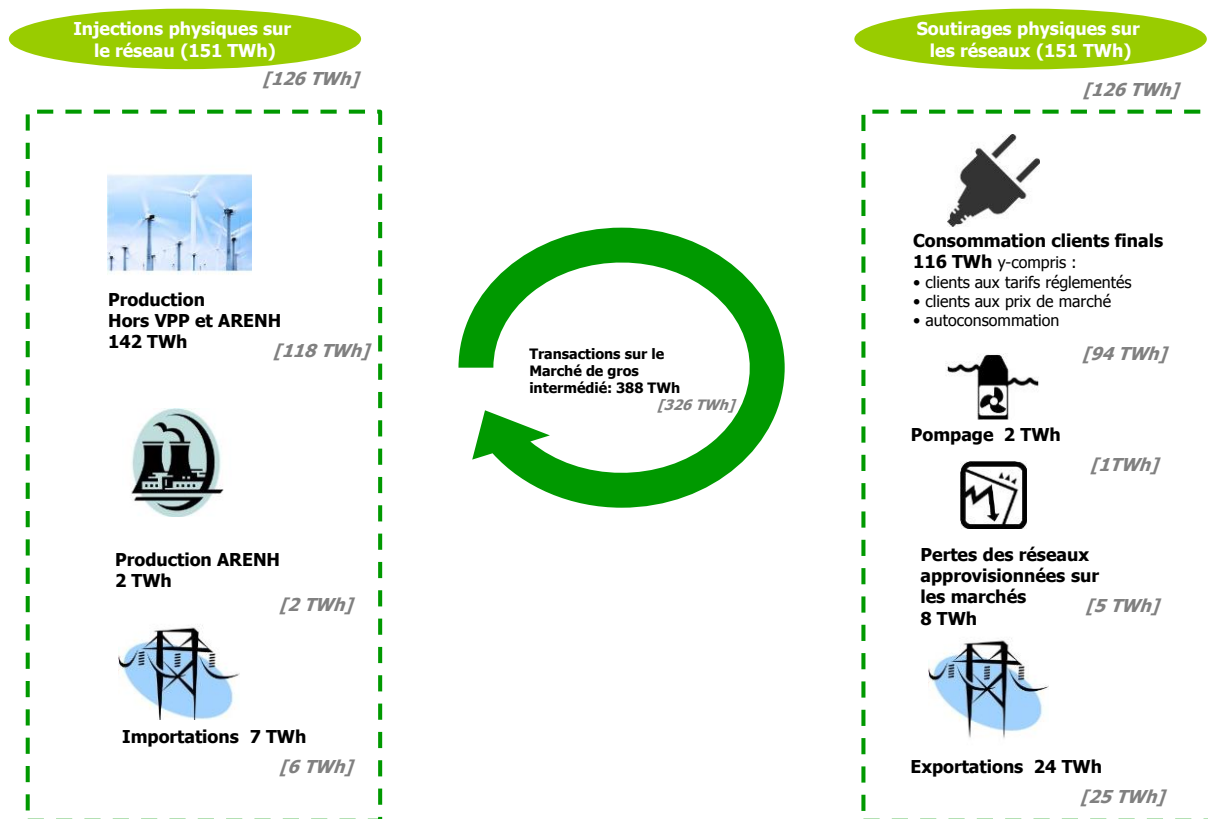 Injections physiques sur
le réseau (151 TWh)
[126 TWh]
Production
Hors VPP et ARENH
142 TWh
[118 TWh]
Production ARENH
2 TWh
[2 TWh]
Importations 7 TWh
[6 TWh]
Transactions sur le
Marché de gros
intermédié: 388 TWh
[326 TWh]
Soutirages physiques sur
les réseaux (151 TWh)
[126 TWh]
Consommation clients finals
116 TWh y-compris :
• clients aux tarifs réglementés
• clients aux prix de marché
• autoconsommation
[94 TWh]
Pompage 2 TWh
[1TWh]
Pertes des réseaux
approvisionnées sur
les marchés
8 TWh
[5 TWh]
Exportations 24 TWh
[25 TWh]